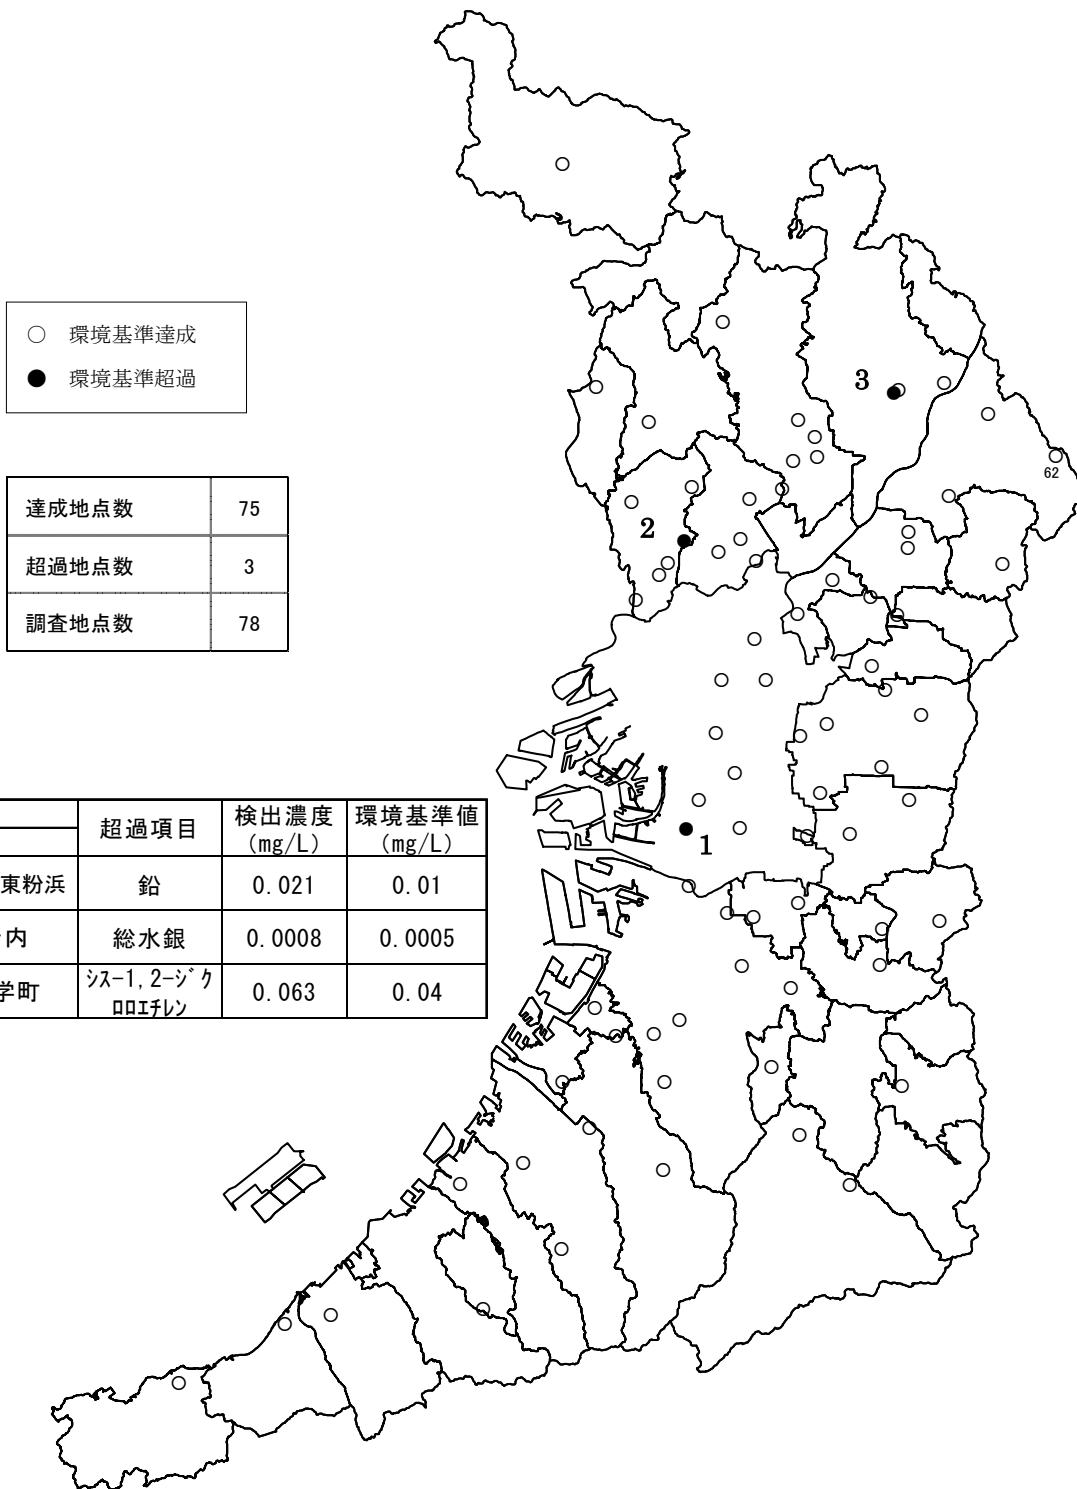 ○ 環境基準達成
● 環境基準超過
3
62
達成地点数 75
超過地点数 3
調査地点数 78
2
超過項目 検出濃度 (mg/L) 環境基準値 (mg/L)
東粉浜 鉛 0.021 0.01
内 総水銀 0.0008 0.0005
学町 ｼｽ-1,2-ｼﾞｸ
ﾛﾛｴﾁﾚﾝ 0.063 0.04
1